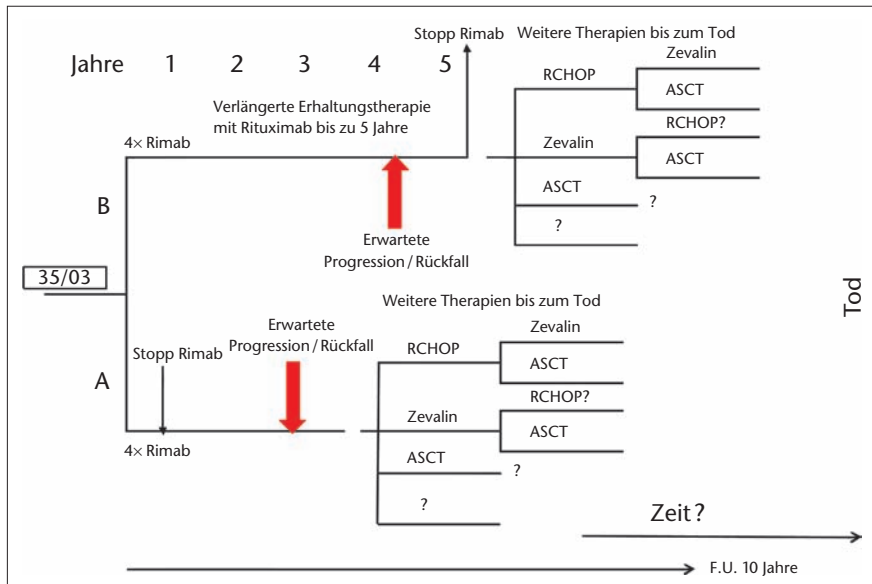 Stopp Rimab
Weitere Therapien bis zum Tod
Jahre 1 2 3 4 5
Zevalin
RCHOP
ASCT
Verlängerte Erhaltungstherapie
mit Rituximab bis zu 5 Jahre
RCHOP?
4× Rimab
Zevalin
ASCT
B
ASCT
?
?
Erwartete
Progression/Rückfall
35/03
Weitere Therapien bis zum Tod
Tod
Erwartete
Progression/Rückfall
Zevalin
Stopp Rimab
RCHOP
ASCT
A
RCHOP?
Zevalin
ASCT
4× Rimab
ASCT
?
?
Zeit?
F.U. 10 Jahre